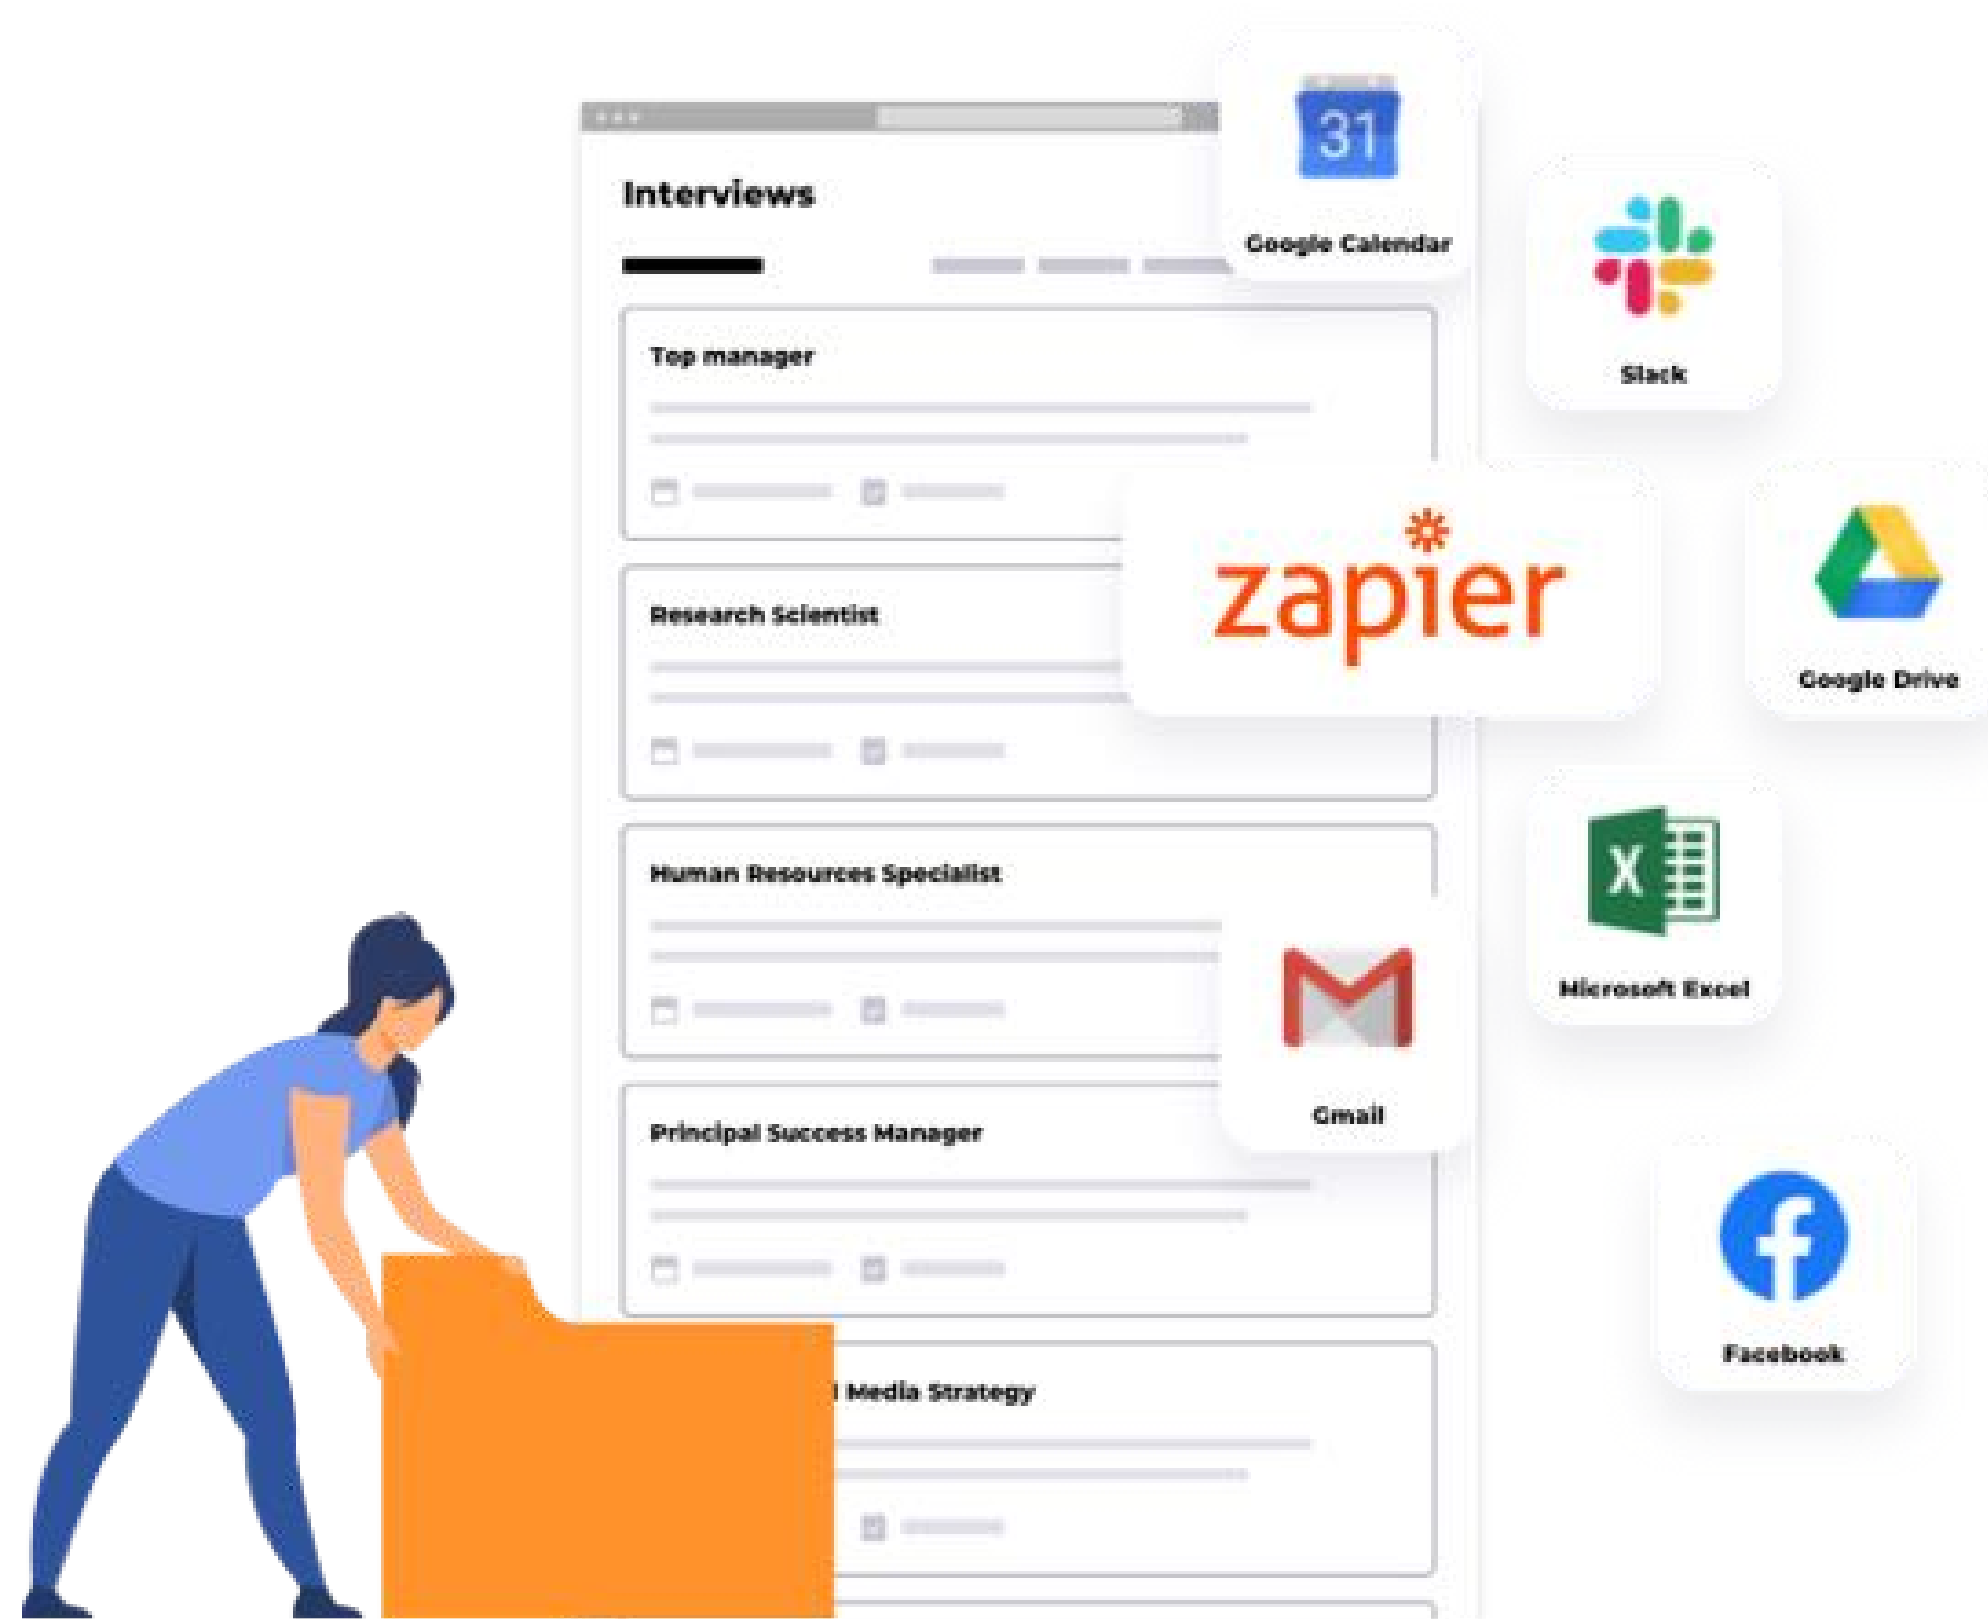 Interviews
31
Google Calendar
Slack
Top manager
zapier
Google Drive
Research Scientist
X
Microsoft Excel
Human Resources Specialist
Gmail
Principal Success Manager
f
Facebook
Media Strategy